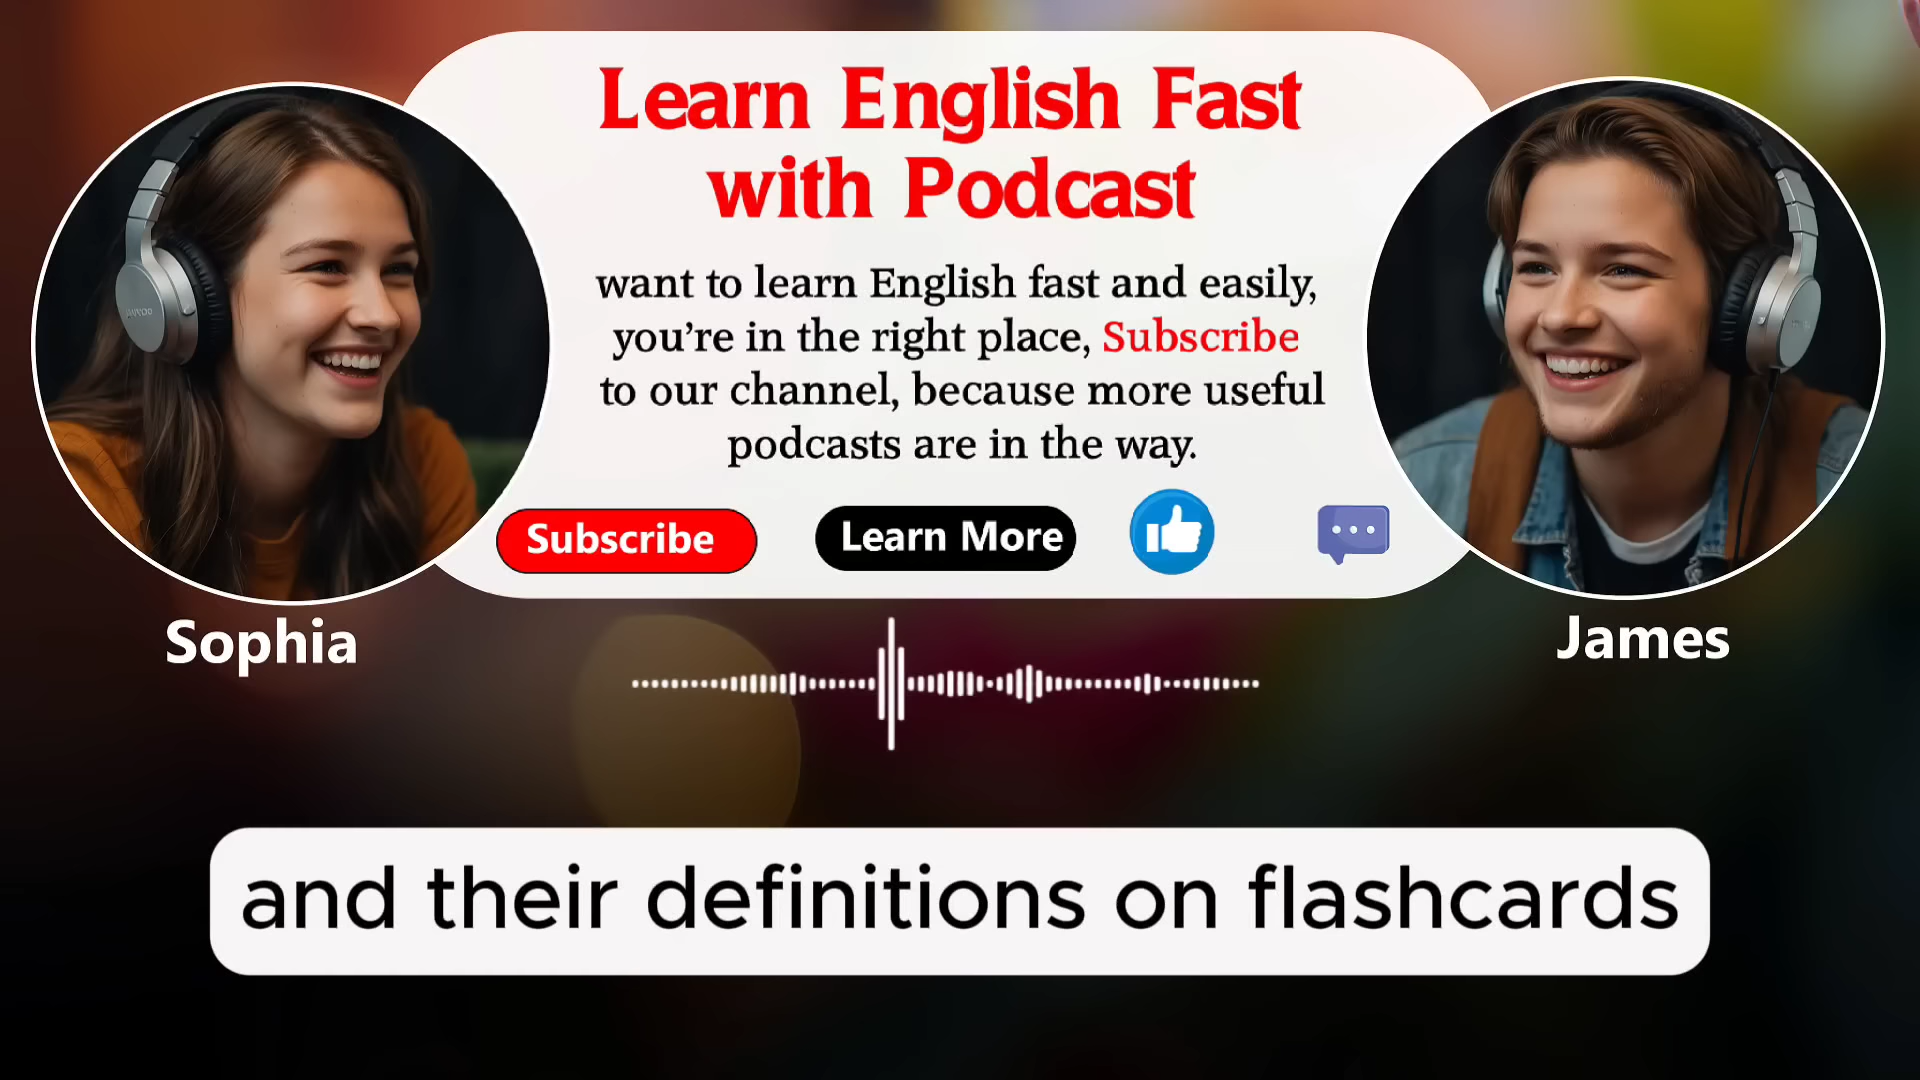 Learn English Fast
with Podcast
want to learn English fast and easily,
you're in the right place, Subscribe
to our channel, because more useful
podcasts are in the way.
Subscribe
Learn More
Sophia
James
and their definitions on flashcards